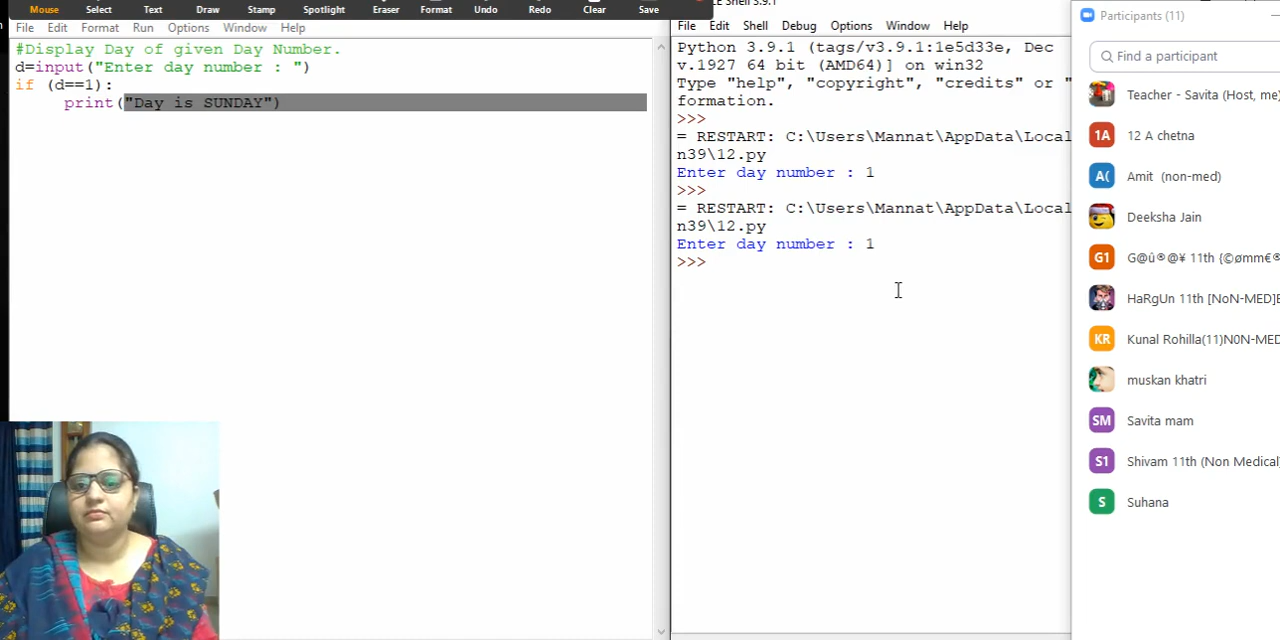 Mouse Select Text Draw Stamp Spotlight Eraser Format Undo Redo Clear Save
File Edit Format Run Options Window Help
#Display Day of given Day Number.
d=input("Enter day number : ")
if (d==1):
print("Day is SUNDAY")
Shell 3.9.1
File Edit Shell Debug Options Window Help
Python 3.9.1 (tags/v3.9.1:1e5d33e, Dec
v.1927 64 bit (AMD64)] on win32
Type "help", "copyright", "credits" or "
formation.
>>>
= RESTART: C:\Users\Mannat\AppData\Local
n39\12.py
Enter day number : 1
>>>
= RESTART: C:\Users\Mannat\AppData\Local
n39\12.py
Enter day number : 1
>>>
Participants (11)
Find a participant
Teacher - Savita (Host, me)
1A 12 A chetna
A( Amit (non-med)
Deeksha Jain
G1 G@û®@¥ 11th {©ømm€®
HaRgUn 11th [NoN-MED]
KR Kunal Rohilla(11)N0N-MED
muskan khatri
SM Savita mam
S1 Shivam 11th (Non Medical)
S Suhana